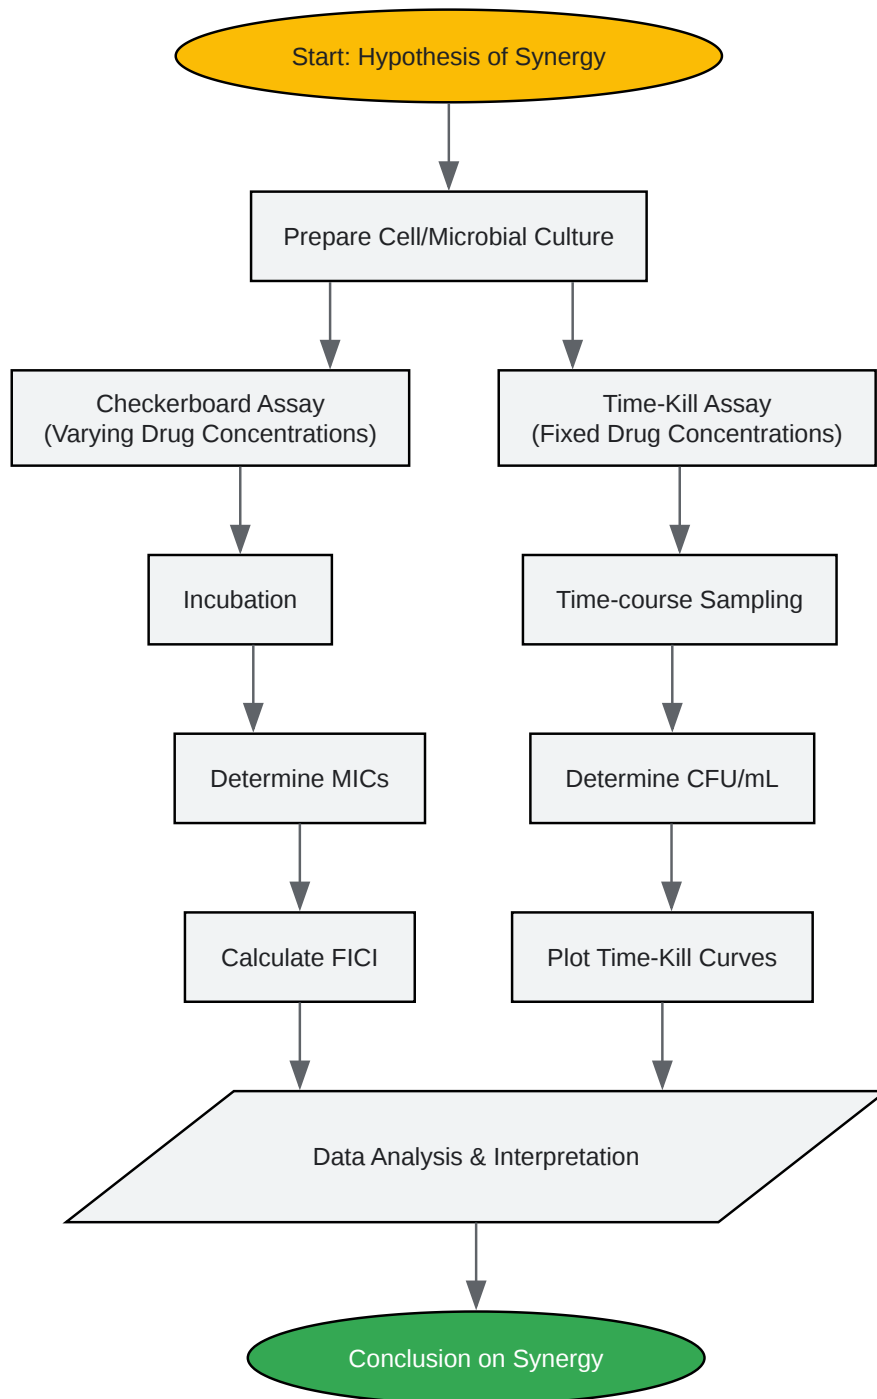 Start: Hypothesis of Synergy
Prepare Cell/Microbial Culture
Checkerboard Assay
(Varying Drug Concentrations)
Time-Kill Assay
(Fixed Drug Concentrations)
Incubation
Time-course Sampling
Determine MICs
Determine CFU/mL
Calculate FICI
Plot Time-Kill Curves
Data Analysis & Interpretation
Conclusion on Synergy